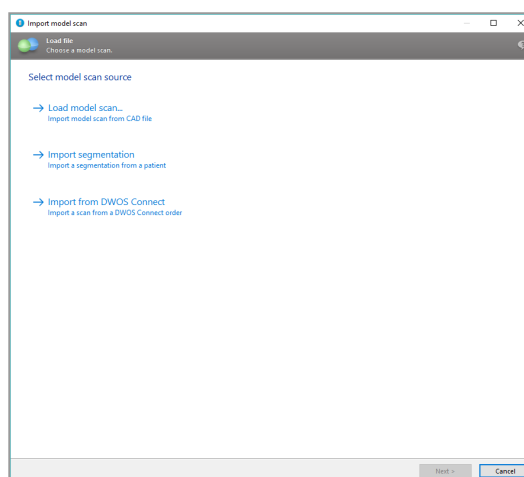 Import model scan
Load file
Choose a model scan.
Select model scan source
Load model scan...
Import model scan from CAD file
Import segmentation
Import a segmentation from a patient
Import from DWOS Connect
Import a scan from a DWOS Connect order
Next >
Cancel